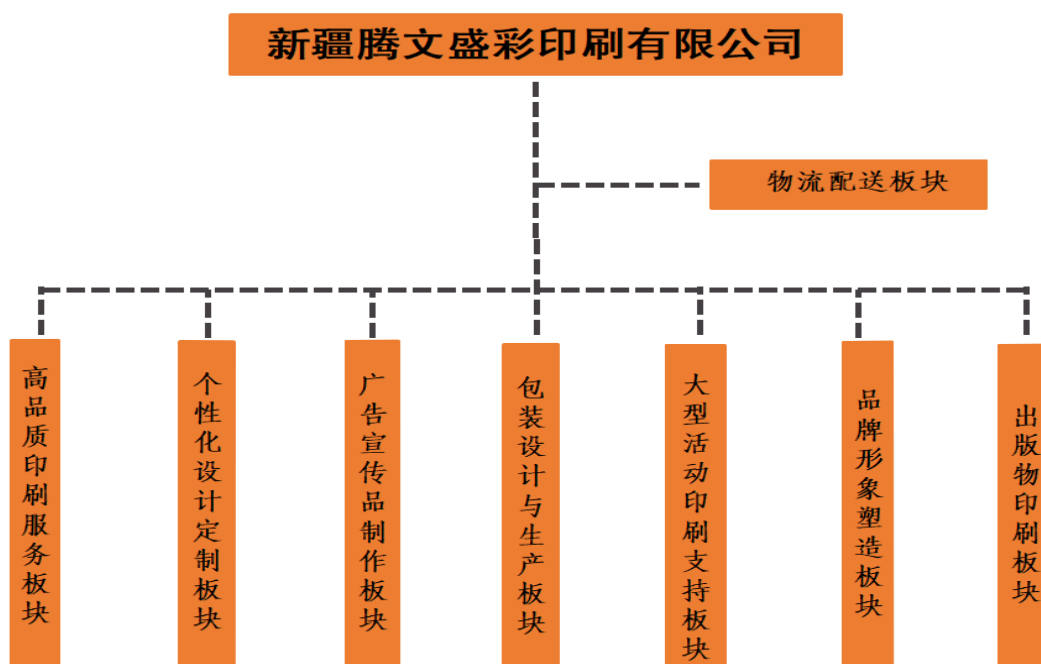 新疆腾文盛彩印刷有限公司
物流配送板块
高品质印刷服务板块
个性化设计定制板块
广告宣传品制作板块
包装设计与生产板块
大型活动印刷支持板块
品牌形象塑造板块
出版物印刷板块